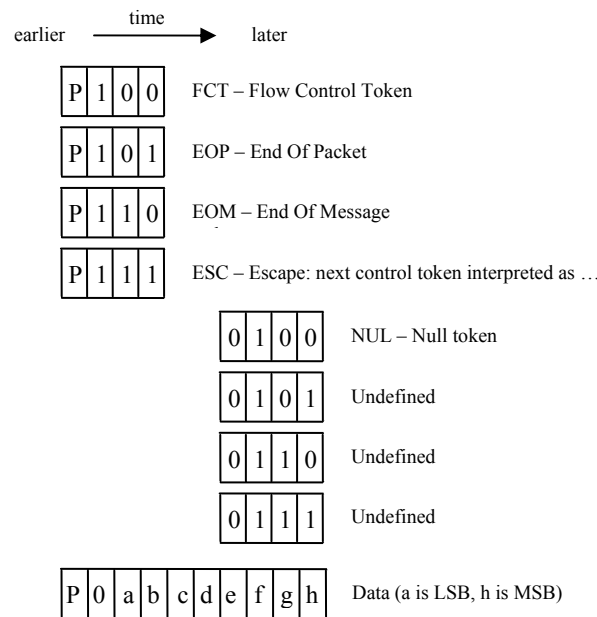 time
earlier later
P 1 0 0 FCT – Flow Control Token
P 1 0 1 EOP – End Of Packet
P 1 1 0 EOM – End Of Message
P 1 1 1 ESC – Escape: next control token interpreted as …
0 1 0 0 NUL – Null token
0 1 0 1 Undefined
0 1 1 0 Undefined
0 1 1 1 Undefined
P 0 a b c d e f g h Data (a is LSB, h is MSB)